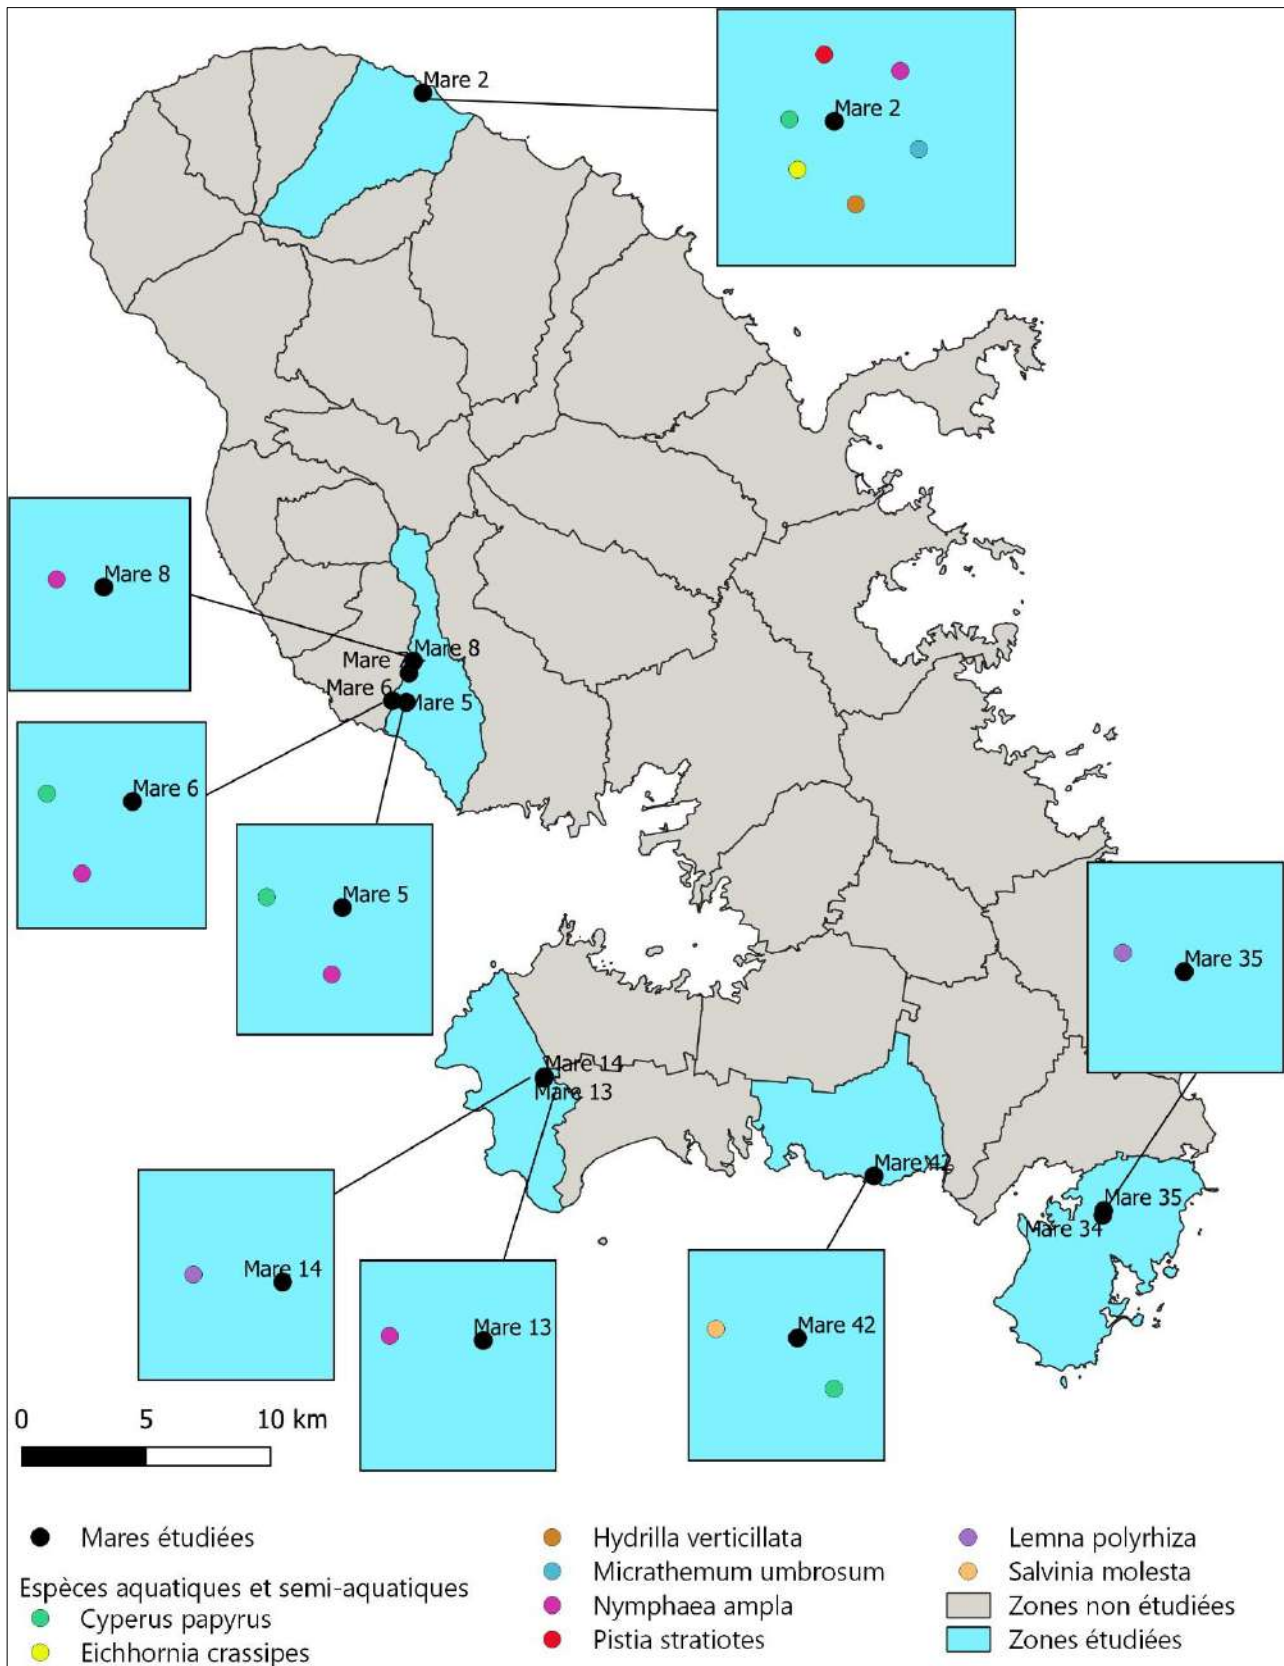 Mare 2
Mare 2
Mare 8
Mare 8
Mare 7
Mare 6
Mare 5
Mare 6
Mare 5
Mare 35
Mare 14
Mare 13
Mare 42
Mare 35
Mare 34
Mare 14
Mare 13
Mare 42
0 5 10 km
Mares étudiées
Espèces aquatiques et semi-aquatiques
Cyperus papyrus
Eichhornia crassipes
Hydrilla verticillata
Micrathemum umbrosum
Nymphaea ampla
Pistia stratiotes
Lemna polyrhiza
Salvinia molesta
Zones non étudiées
Zones étudiées